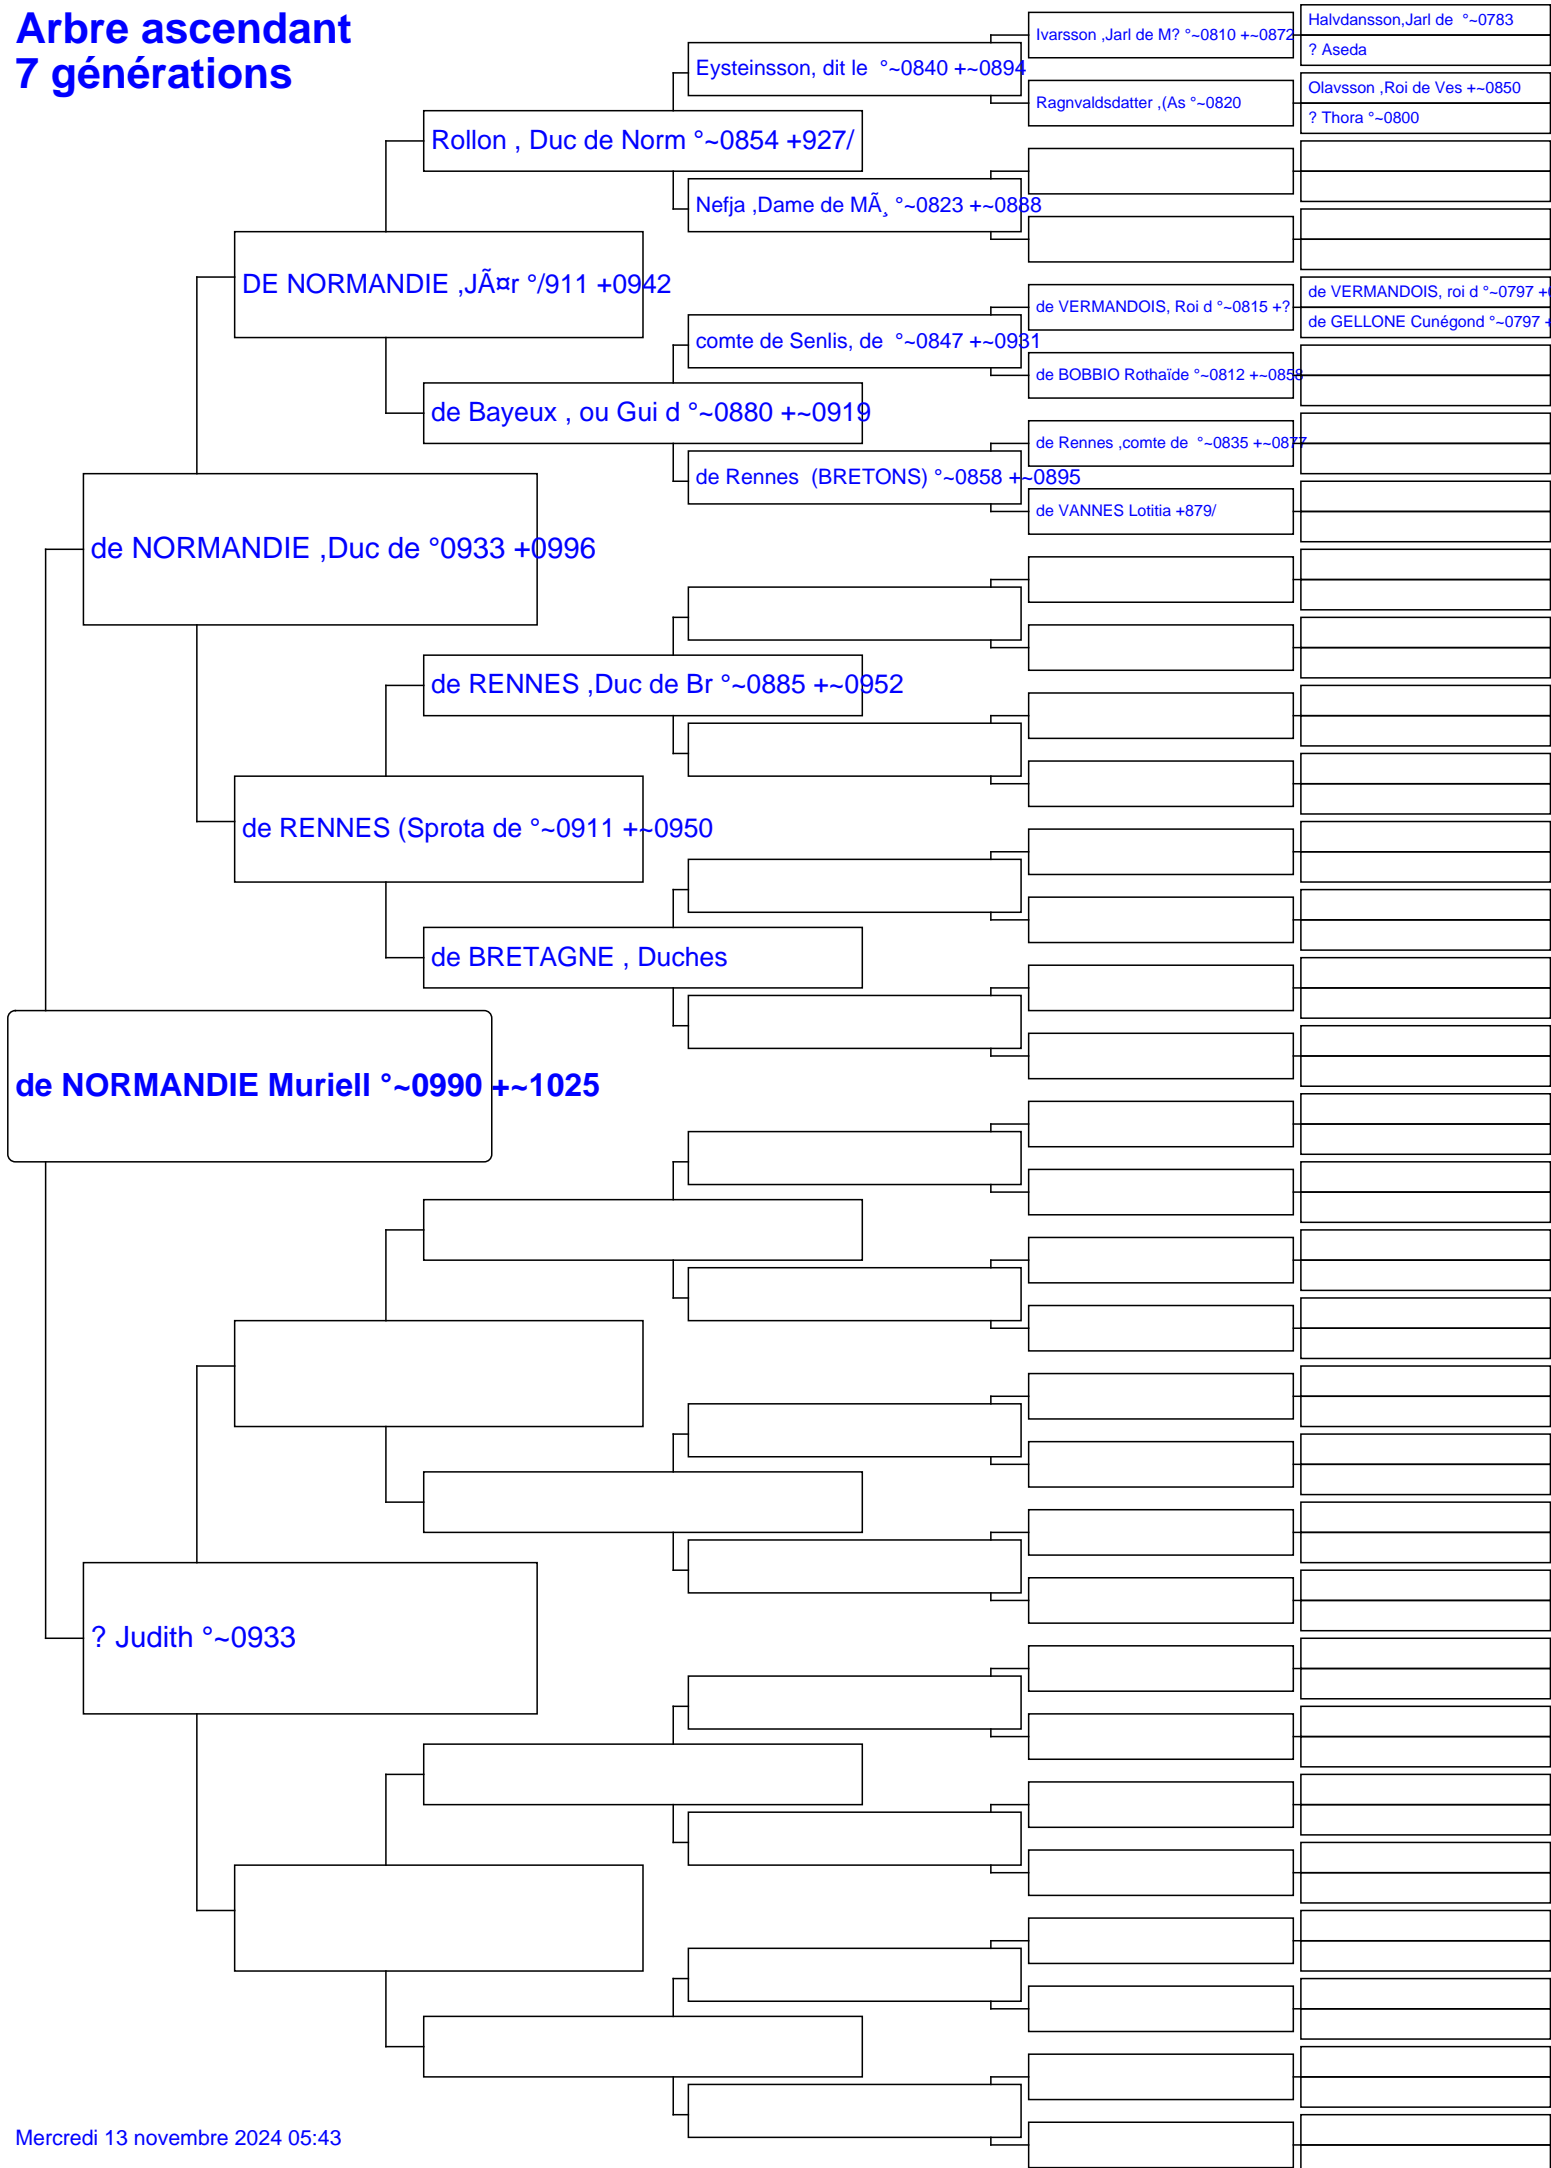 Arbre ascendant
7 générations
Halvdansson,Jarl de  °~0783
Ivarsson ,Jarl de M? °~0810 +~0872
? Aseda
Eysteinsson, dit le  °~0840 +~0894
Olavsson ,Roi de Ves +~0850
Ragnvaldsdatter ,(As °~0820
? Thora °~0800
Rollon , Duc de Norm °~0854 +927/
Nefja ,Dame de MÃ¸ °~0823 +~0888
DE NORMANDIE ,JÃ¤r °/911 +0942
de VERMANDOIS, roi d °~0797 +
de VERMANDOIS, Roi d °~0815 +?
de GELLONE Cunégond °~0797 +
comte de Senlis, de  °~0847 +~0931
de BOBBIO Rothaïde °~0812 +~0858
de Bayeux , ou Gui d °~0880 +~0919
de Rennes ,comte de  °~0835 +~0877
de Rennes  (BRETONS) °~0858 +~0895
de VANNES Lotitia +879/
de NORMANDIE ,Duc de °0933 +0996
de RENNES ,Duc de Br °~0885 +~0952
de RENNES (Sprota de °~0911 +~0950
de BRETAGNE , Duches
de NORMANDIE Muriell °~0990 +~1025
? Judith °~0933
Mercredi 13 novembre 2024 05:43